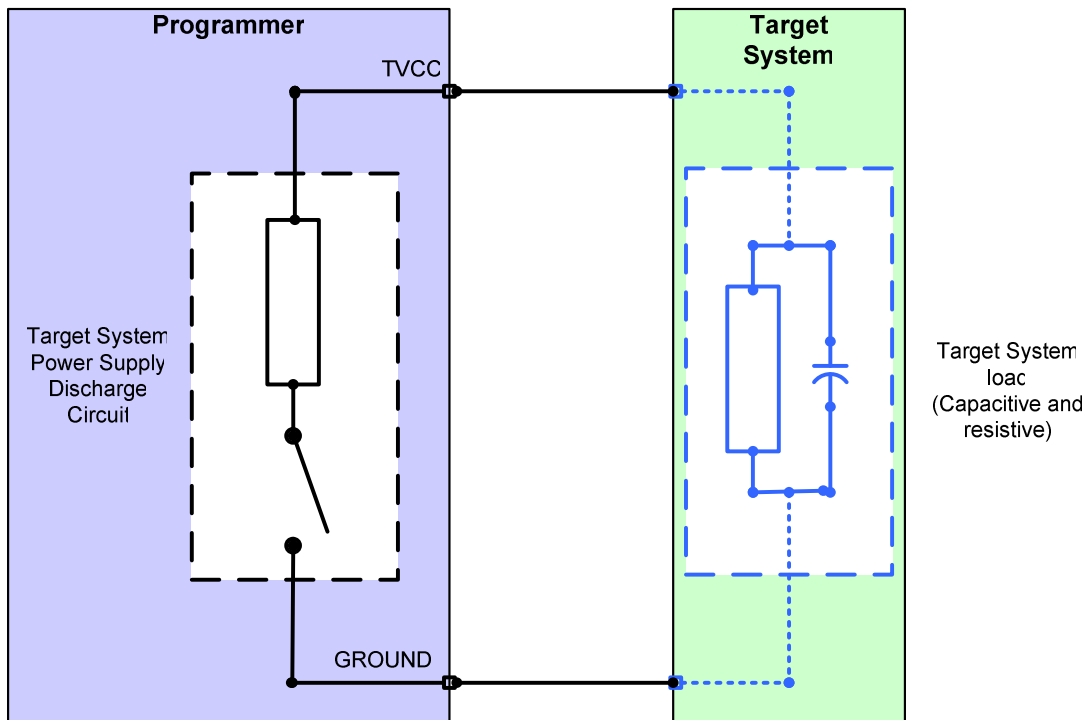 Programmer
Target
System
TVCC
Target System
Power Supply
Discharge
Circuit
Target System
load
(Capacitive and
resistive)
GROUND